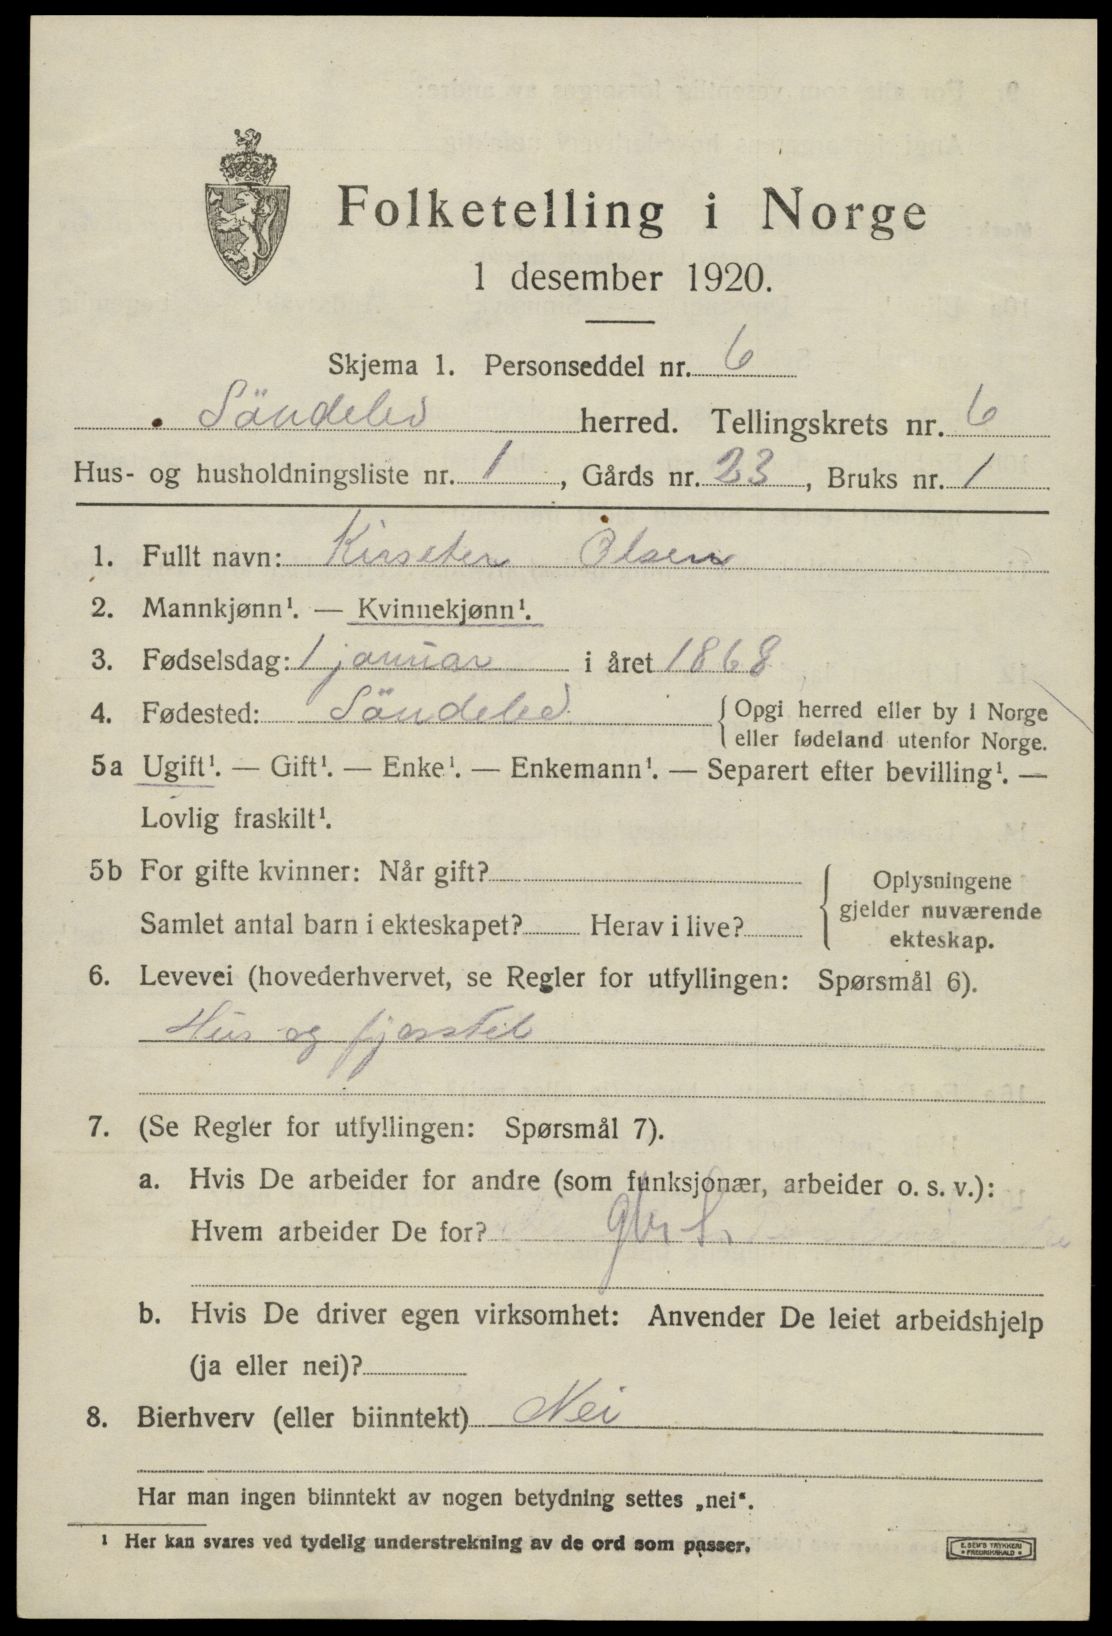 Folketelling i Norge
1 desember 1920.
Skjema 1. Personseddel nr. 6
Söndeled herred. Tellingskrets nr. 6
Hus- og husholdningsliste nr. 1, Gårds nr. 23, Bruks nr. 1
1. Fullt navn: Kirsten Olsen
2. Mannkjønn¹. — Kvinnekjønn¹.
3. Fødselsdag: 1 januar i året 1868
4. Fødested: Söndeled { Opgi herred eller by i Norge
eller fødeland utenfor Norge.
5a Ugift¹. — Gift¹. — Enke¹. — Enkemann¹. — Separert efter bevilling¹. —
Lovlig fraskilt¹.
5b For gifte kvinner: Når gift?
Samlet antal barn i ekteskapet? Herav i live?
Oplysningene
gjelder nuværende
ekteskap.
6. Levevei (hovederhvervet, se Regler for utfyllingen: Spørsmål 6).
Hus og fjosstel
7. (Se Regler for utfyllingen: Spørsmål 7).
a. Hvis De arbeider for andre (som funksjonær, arbeider o. s. v.):
Hvem arbeider De for? gbr
b. Hvis De driver egen virksomhet: Anvender De leiet arbeidshjelp
(ja eller nei)?
8. Bierhverv (eller biinntekt) Nei
Har man ingen biinntekt av nogen betydning settes „nei“.
¹ Her kan svares ved tydelig understrekning av de ord som passer.
E. SEM'S TRYKKERI
• FREDRIKSHALD •